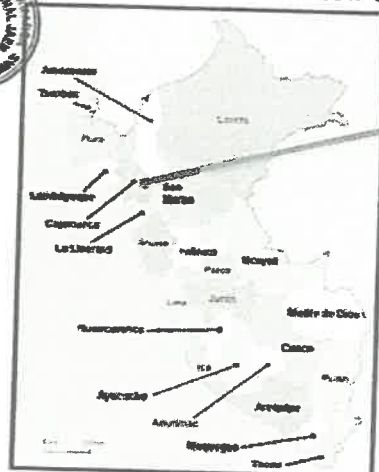 Amazonas
Tumbes
Loreto
Piura
Lambayeque
San
Martin
Cajamarca
La Libertad
Ancash
Huánuco
Ucayali
Pasco
Lima
Junín
Madre de Dios
Huancavelica
Cusco
Ica
Puno
Ayacucho
Apurímac
Arequipa
Moquegua
Tacna